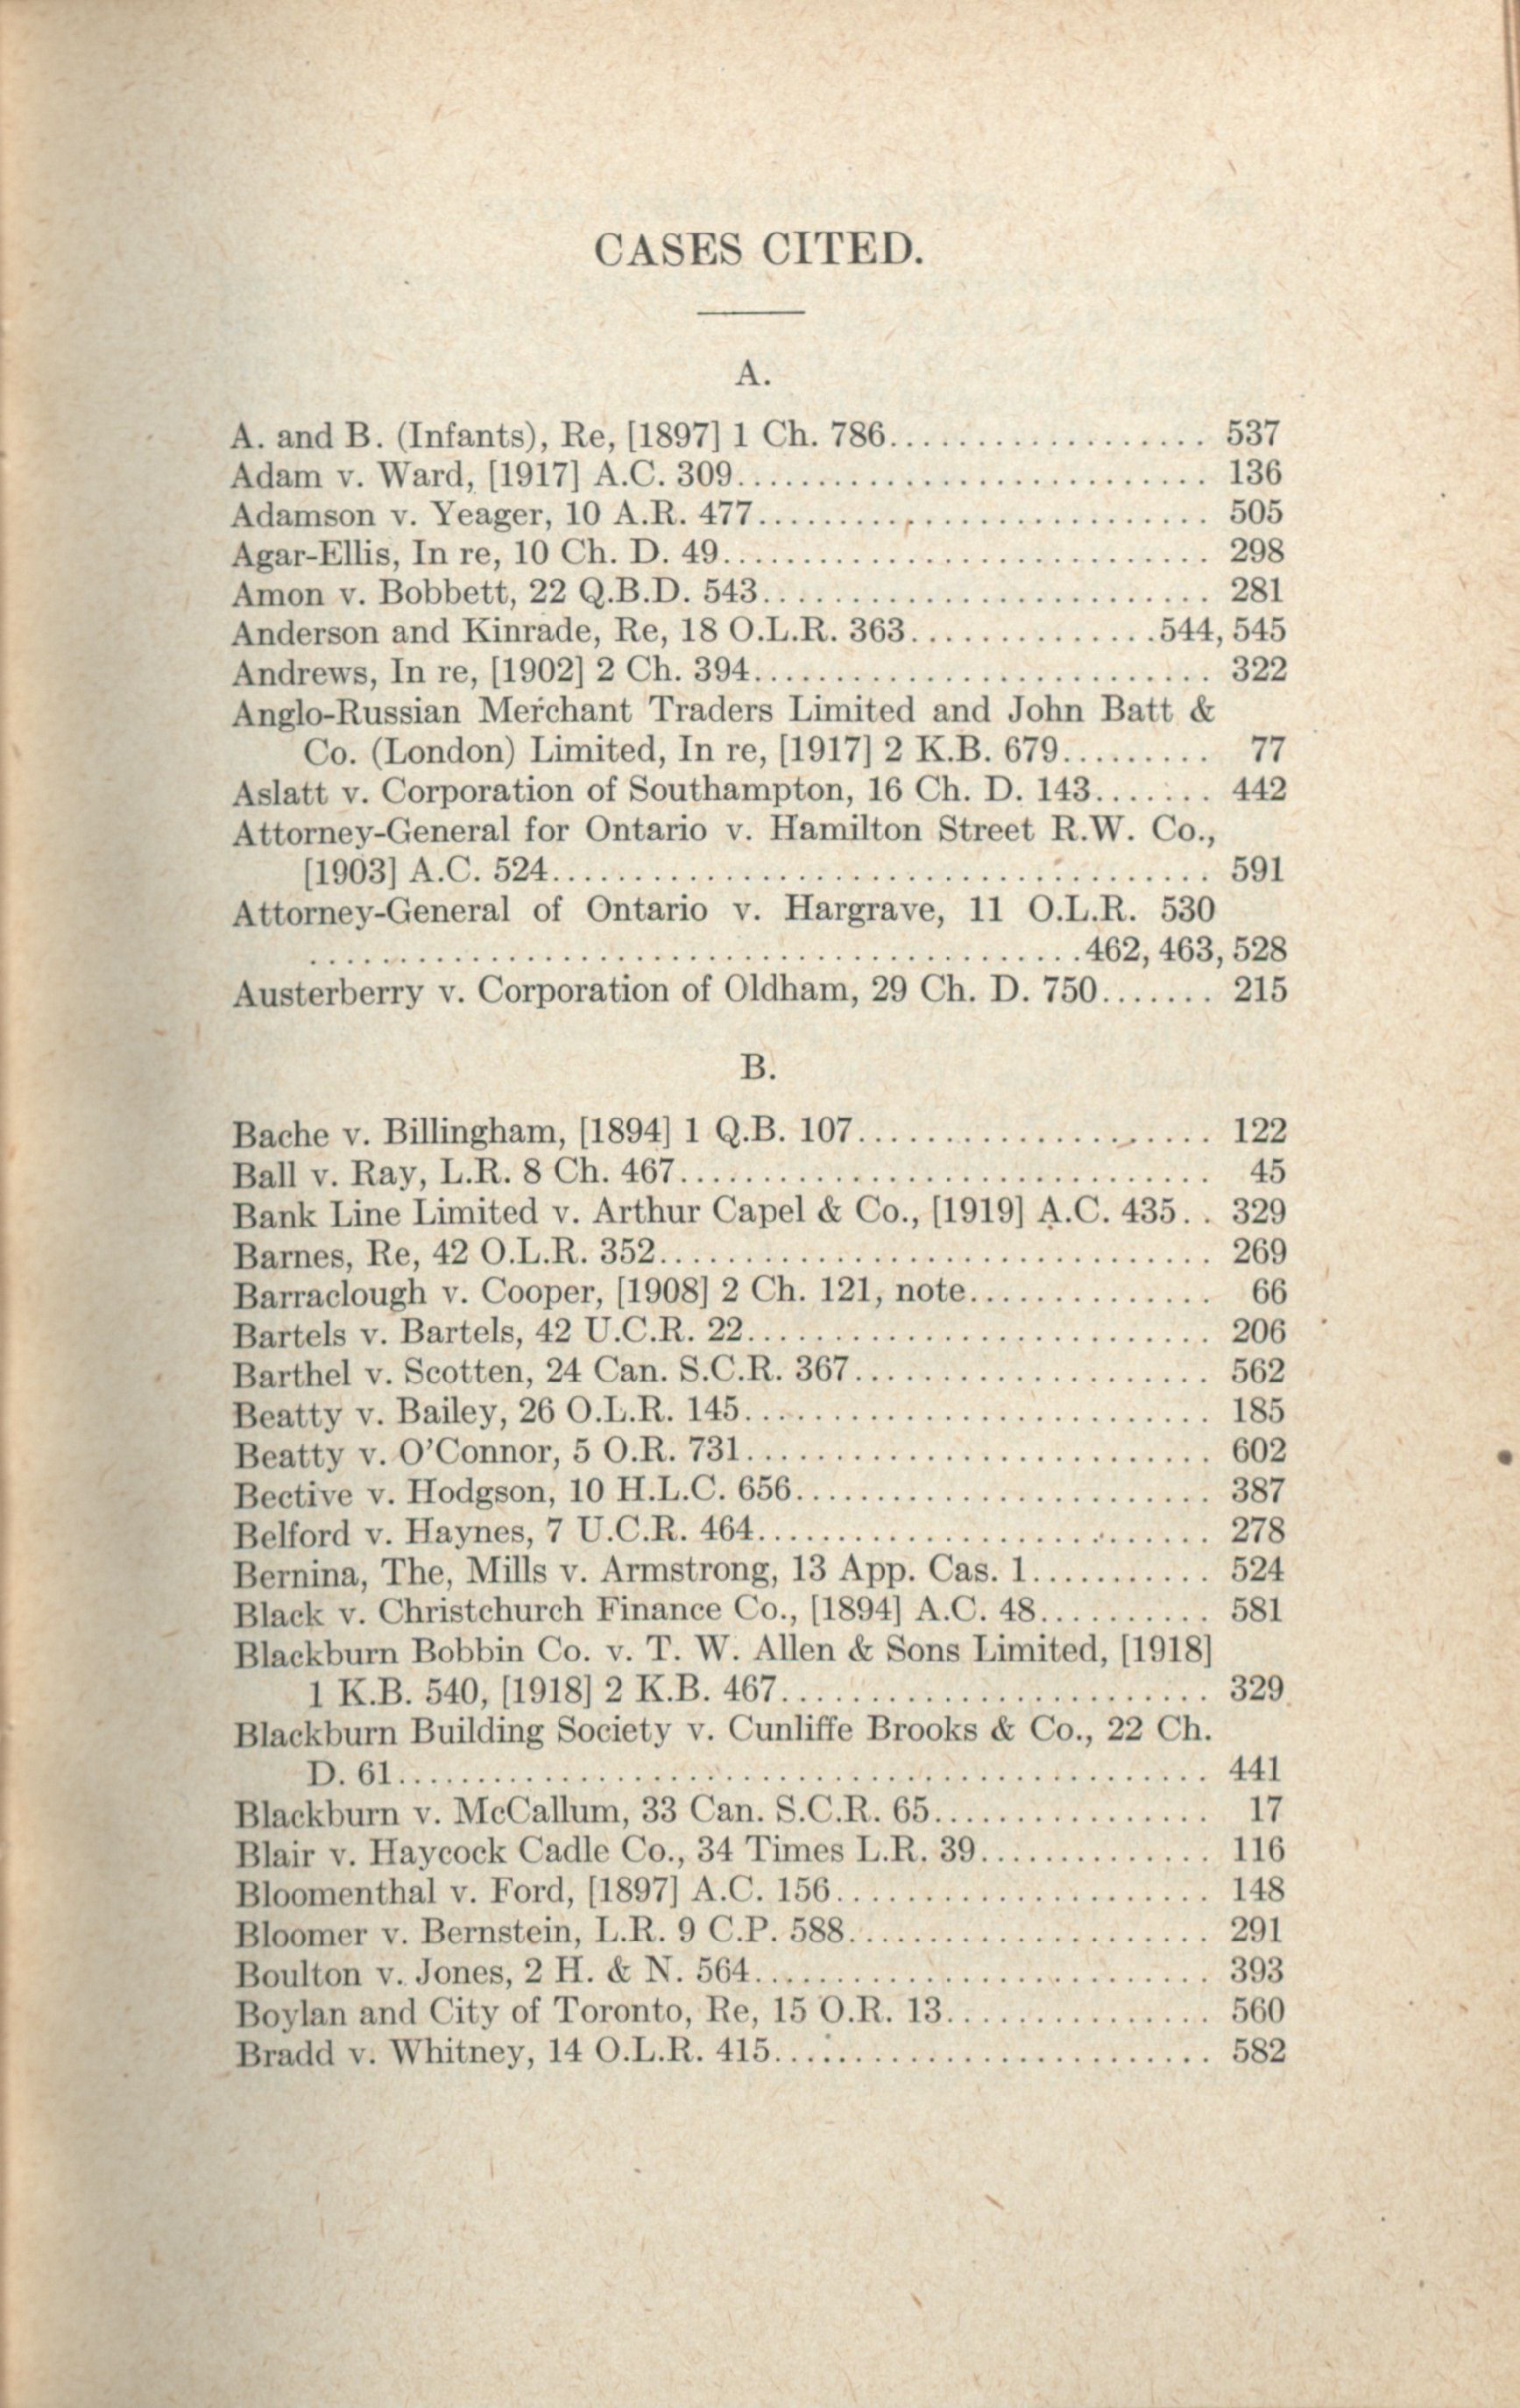 CASES CITED.
A.
A. and B. (Infants), Re, [1897] 1 Ch. 786................... 537
Adam v. Ward, [1917] A.C. 309............................ 136
Adamson v. Yeager, 10 A.R. 477........................... 505
Agar-Ellis, In re, 10 Ch. D. 49............................. 298
Amon v. Bobbett, 22 Q.B.D. 543.......................... 281
Anderson and Kinrade, Re, 18 O.L.R. 363...............544, 545
Andrews, In re, [1902] 2 Ch. 394........................... 322
Anglo-Russian Merchant Traders Limited and John Batt &
Co. (London) Limited, In re, [1917] 2 K.B. 679......... 77
Aslatt v. Corporation of Southampton, 16 Ch. D. 143....... 442
Attorney-General for Ontario v. Hamilton Street R.W. Co.,
[1903] A.C. 524....................................... 591
Attorney-General of Ontario v. Hargrave, 11 O.L.R. 530
..............................................462, 463, 528
Austerberry v. Corporation of Oldham, 29 Ch. D. 750....... 215
B.
Bache v. Billingham, [1894] 1 Q.B. 107..................... 122
Ball v. Ray, L.R. 8 Ch. 467................................ 45
Bank Line Limited v. Arthur Capel & Co., [1919] A.C. 435.. 329
Barnes, Re, 42 O.L.R. 352................................. 269
Barraclough v. Cooper, [1908] 2 Ch. 121, note.............. 66
Bartels v. Bartels, 42 U.C.R. 22............................ 206
Barthel v. Scotten, 24 Can. S.C.R. 367..................... 562
Beatty v. Bailey, 26 O.L.R. 145............................ 185
Beatty v. O'Connor, 5 O.R. 731............................ 602
Bective v. Hodgson, 10 H.L.C. 656......................... 387
Belford v. Haynes, 7 U.C.R. 464........................... 278
Bernina, The, Mills v. Armstrong, 13 App. Cas. 1........... 524
Black v. Christchurch Finance Co., [1894] A.C. 48.......... 581
Blackburn Bobbin Co. v. T. W. Allen & Sons Limited, [1918]
1 K.B. 540, [1918] 2 K.B. 467......................... 329
Blackburn Building Society v. Cunliffe Brooks & Co., 22 Ch.
D. 61................................................ 441
Blackburn v. McCallum, 33 Can. S.C.R. 65................. 17
Blair v. Haycock Cadle Co., 34 Times L.R. 39.............. 116
Bloomenthal v. Ford, [1897] A.C. 156...................... 148
Bloomer v. Bernstein, L.R. 9 C.P. 588...................... 291
Boulton v. Jones, 2 H. & N. 564........................... 393
Boylan and City of Toronto, Re, 15 O.R. 13................ 560
Bradd v. Whitney, 14 O.L.R. 415.......................... 582